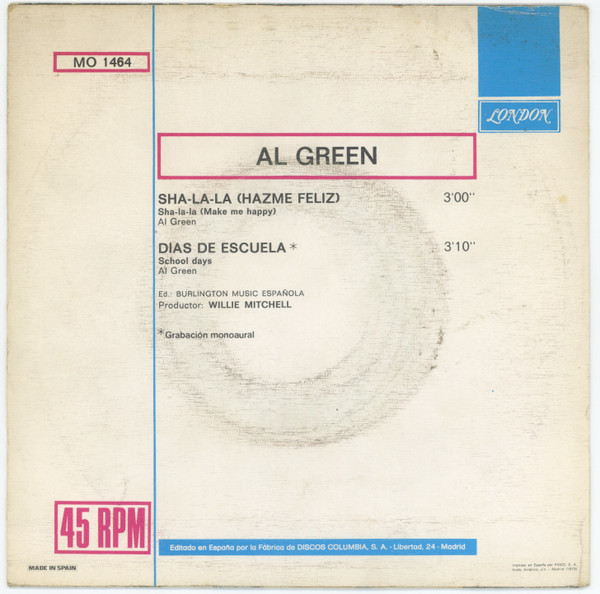 MO 1464
LONDON
AL GREEN
SHA-LA-LA (HAZME FELIZ) 3'00''
Sha-la-la (Make me happy)
Al Green
DIAS DE ESCUELA * 3'10''
School days
Al Green
Ed.: BURLINGTON MUSIC ESPAÑOLA
Productor: WILLIE MITCHELL
*Grabación monoaural
45 RPM
Editado en España por la Fábrica de DISCOS COLUMBIA, S. A. - Libertad, 24 - Madrid
MADE IN SPAIN